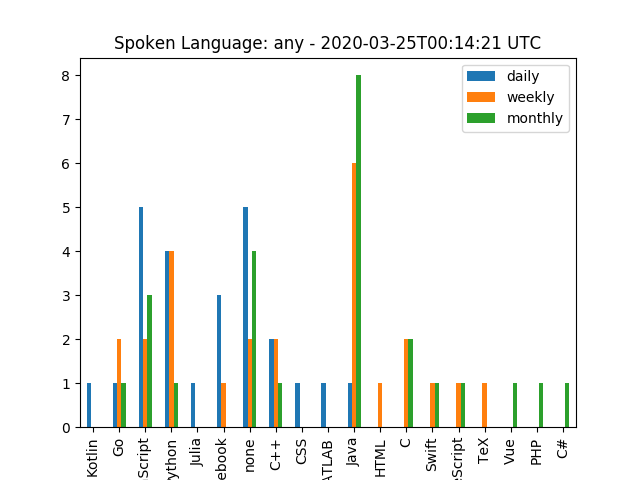 Spoken Language: any - 2020-03-25T00:14:21 UTC
daily
weekly
monthly
8
7
6
5
4
3
2
1
0
Kotlin
Go
Script
ython
Julia
ebook
none
C++
CSS
ATLAB
Java
HTML
C
Swift
eScript
TeX
Vue
PHP
C#